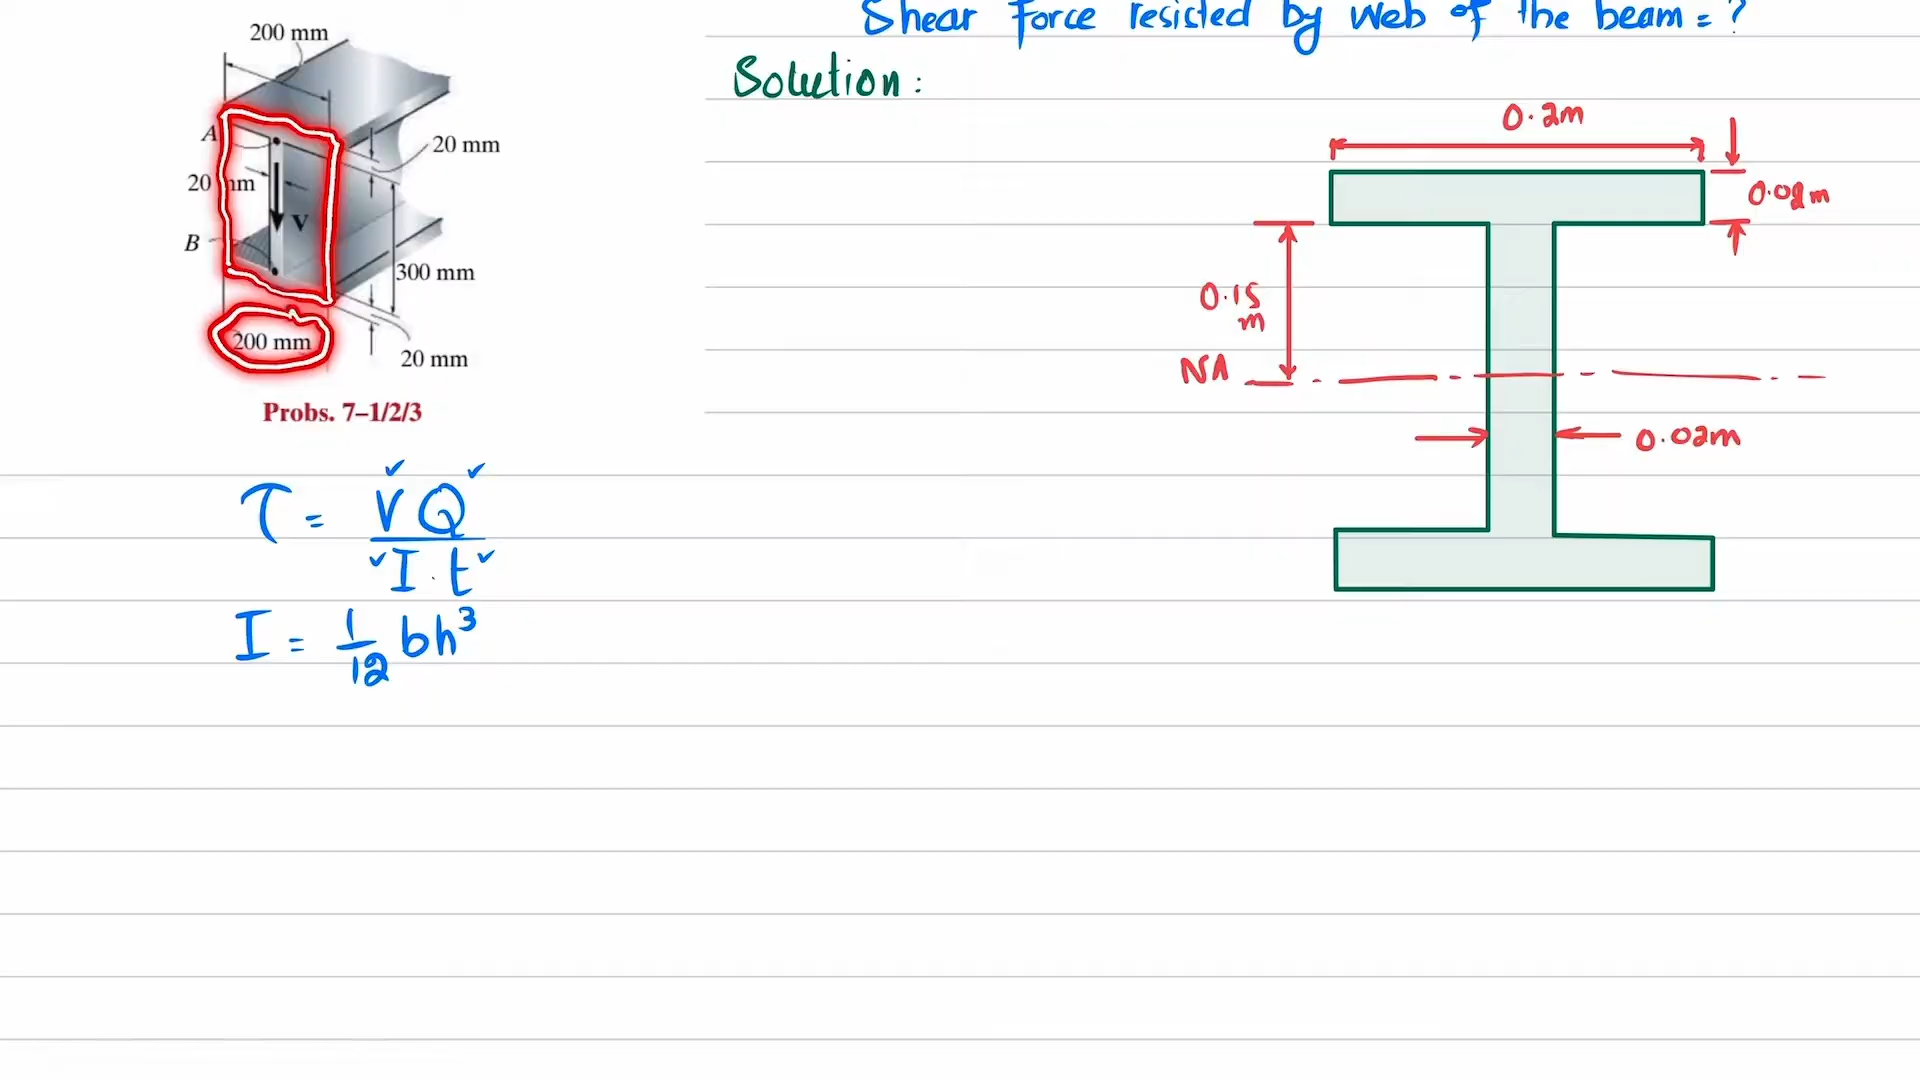 Shear Force resisted by Web of the beam = ?
Solution :
200 mm
A
20 mm
20 mm
V
B
300 mm
200 mm
20 mm
Probs. 7–1/2/3
τ = VQ / I.t
I = 1/12 bh³
0.2m
0.02m
0.15
m
NA
0.02m